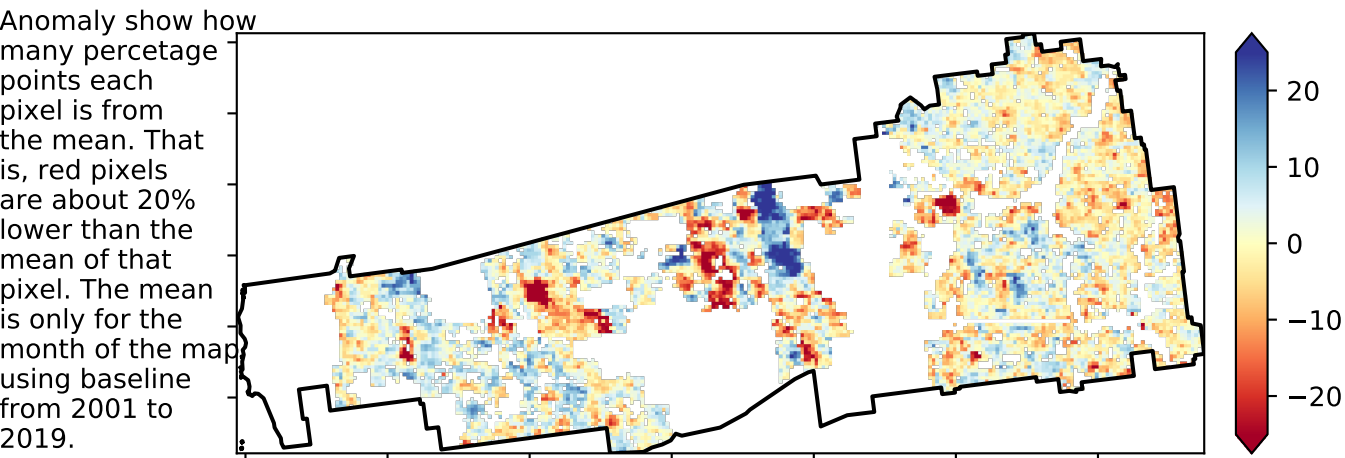 Anomaly show how
many percetage
points each
pixel is from
the mean. That
is, red pixels
are about 20%
lower than the
mean of that
pixel. The mean
is only for the
month of the map
using baseline
from 2001 to
2019.
20
10
0
−10
−20